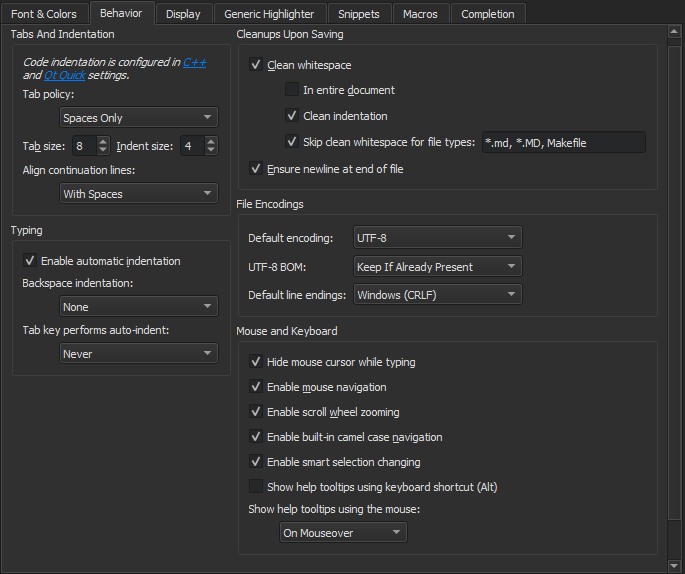 Font & Colors
Behavior
Display
Generic Highlighter
Snippets
Macros
Completion
Tabs And Indentation
Code indentation is configured in C++
and Qt Quick settings.
Tab policy:
Spaces Only
Tab size: 8 Indent size: 4
Align continuation lines:
With Spaces
Typing
Enable automatic indentation
Backspace indentation:
None
Tab key performs auto-indent:
Never
Cleanups Upon Saving
Clean whitespace
In entire document
Clean indentation
Skip clean whitespace for file types: *.md, *.MD, Makefile
Ensure newline at end of file
File Encodings
Default encoding: UTF-8
UTF-8 BOM: Keep If Already Present
Default line endings: Windows (CRLF)
Mouse and Keyboard
Hide mouse cursor while typing
Enable mouse navigation
Enable scroll wheel zooming
Enable built-in camel case navigation
Enable smart selection changing
Show help tooltips using keyboard shortcut (Alt)
Show help tooltips using the mouse:
On Mouseover